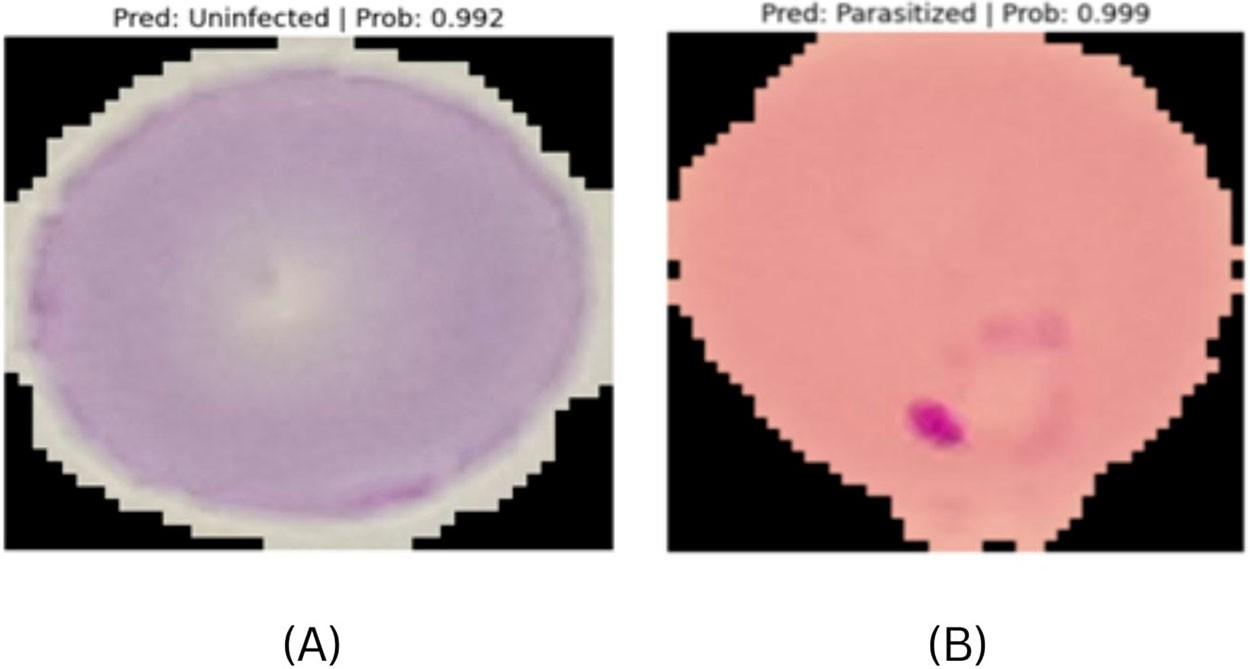 Pred: Uninfected | Prob: 0.992
Pred: Parasitized | Prob: 0.999
(A)
(B)